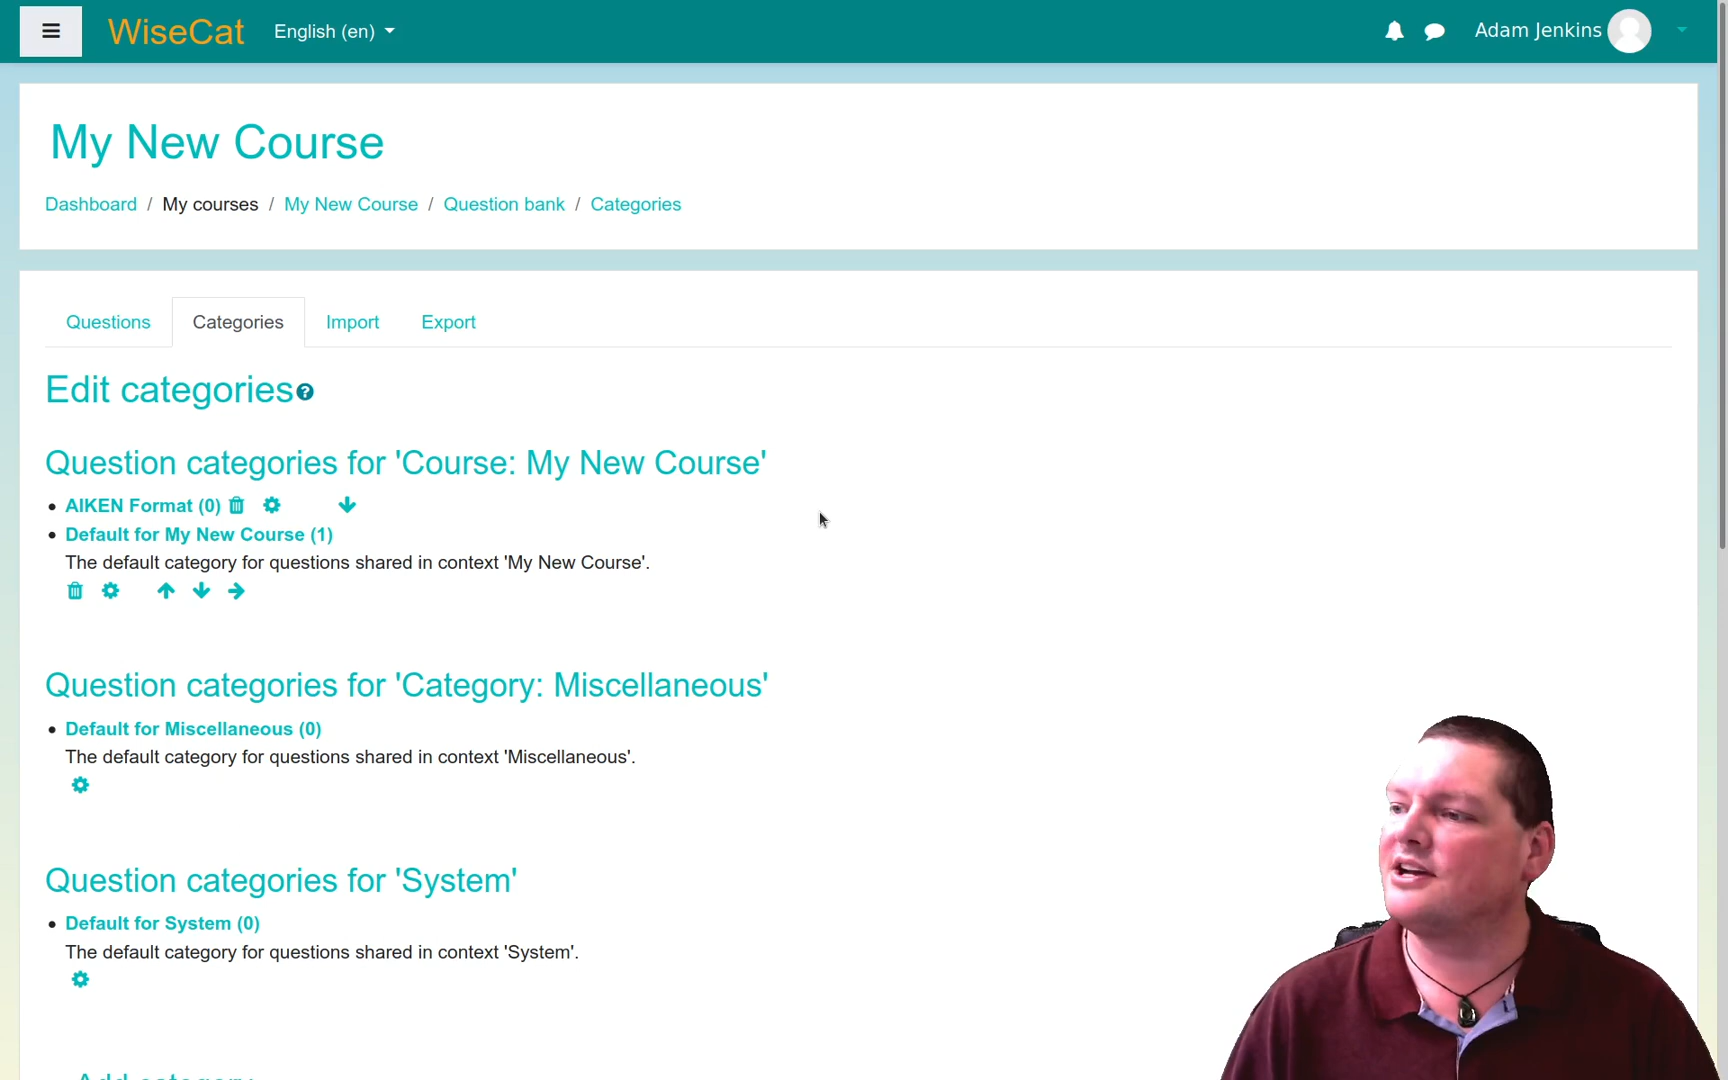 WiseCat English (en) Adam Jenkins
My New Course
Dashboard / My courses / My New Course / Question bank / Categories
Questions Categories Import Export
Edit categories
Question categories for 'Course: My New Course'
AIKEN Format (0)
Default for My New Course (1)
The default category for questions shared in context 'My New Course'.
Question categories for 'Category: Miscellaneous'
Default for Miscellaneous (0)
The default category for questions shared in context 'Miscellaneous'.
Question categories for 'System'
Default for System (0)
The default category for questions shared in context 'System'.
Add category